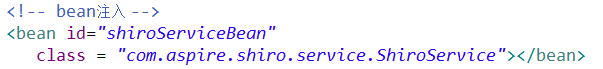 <!-- bean注入 -->
<bean id="shiroServiceBean"
class = "com.aspire.shiro.service.ShiroService"></bean>